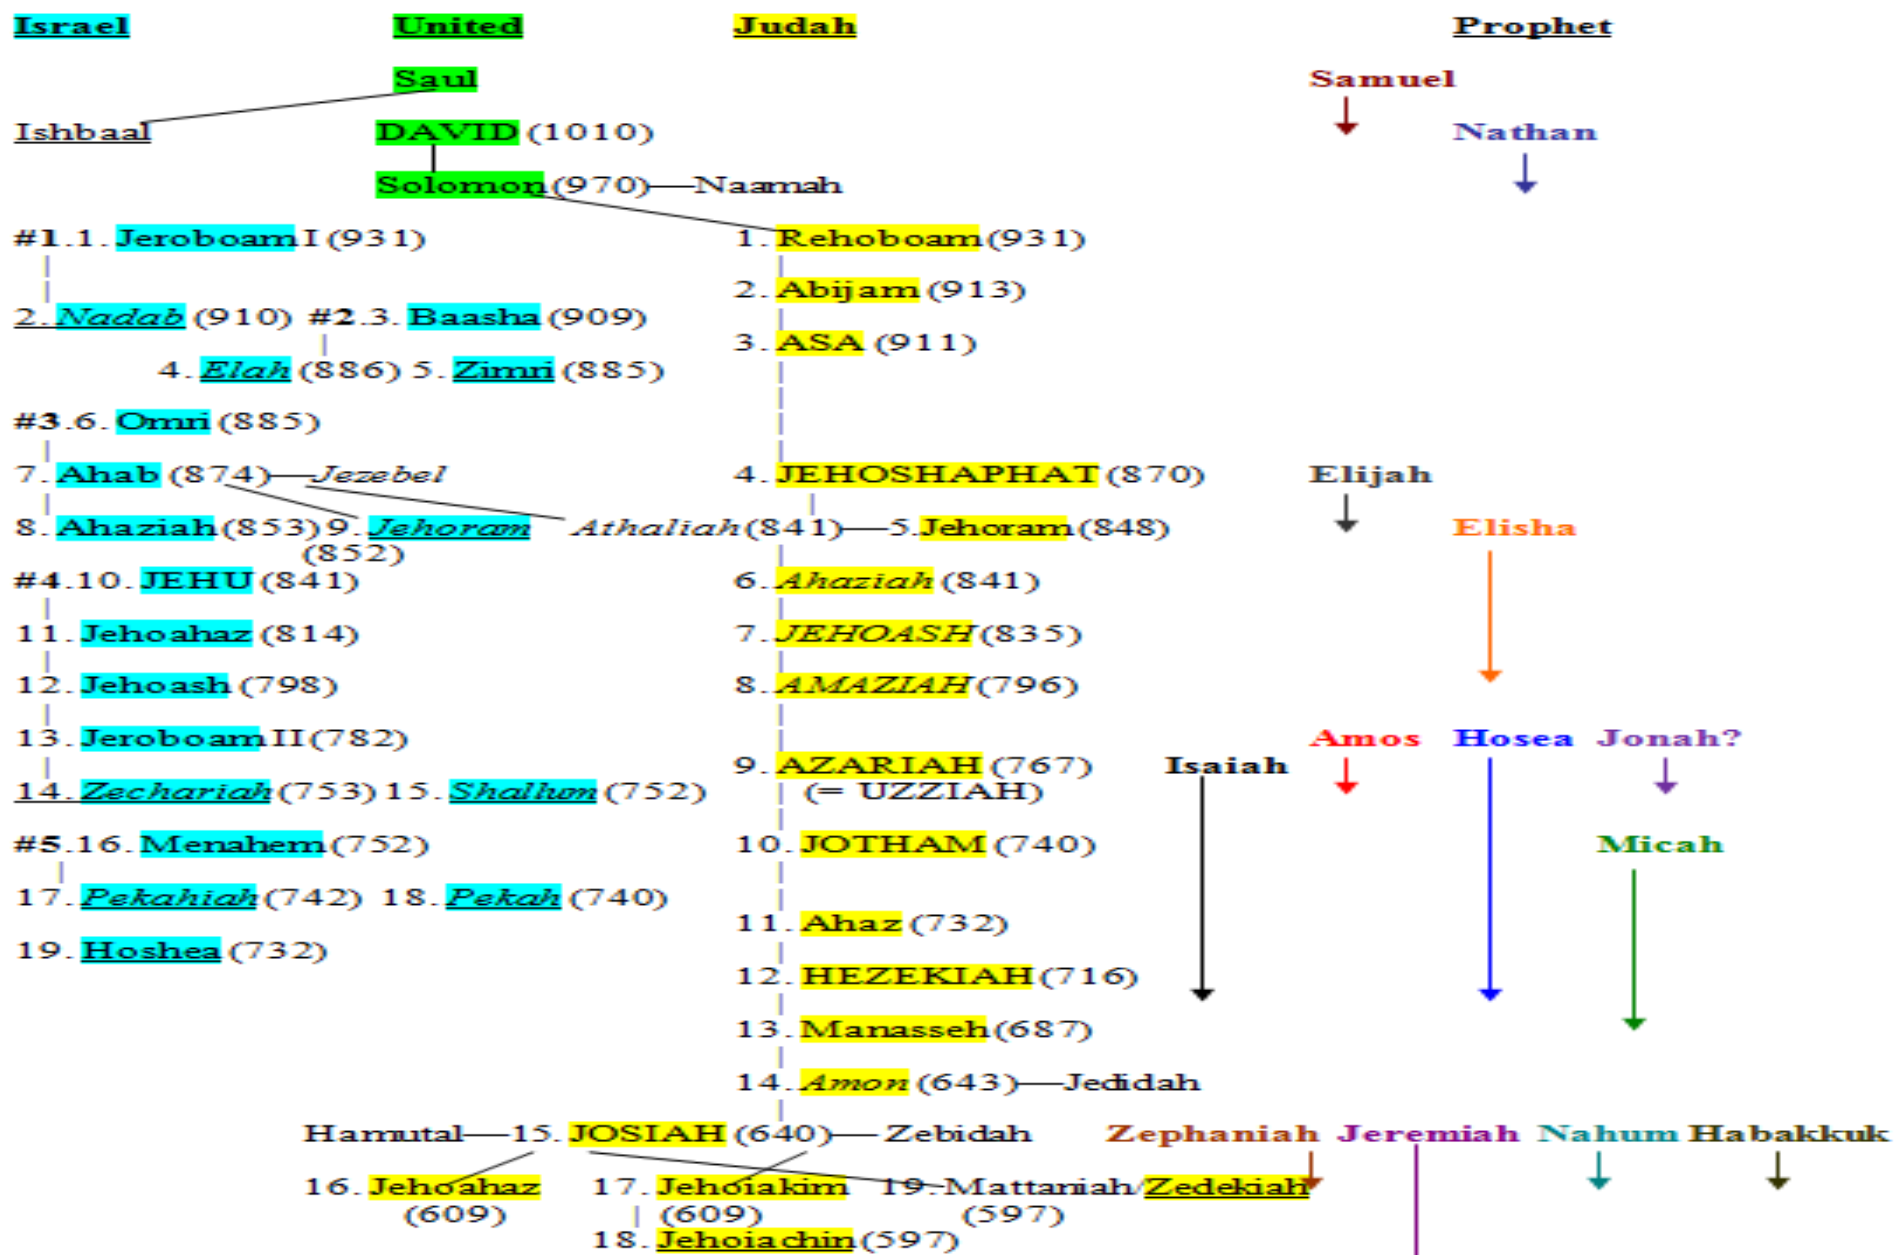 Israel United Judah Prophet
Saul Samuel
Ishbaal DAVID (1010) Nathan
Solomon (970) Naamah
#1.1. Jeroboam I (931) 1. Rehoboam (931)
2. Abijam (913)
2. Nadab (910) #2.3. Baasha (909)
3. ASA (911)
4. Elah (886) 5. Zimri (885)
#3.6. Omri (885)
7. Ahab (874) Jezebel 4. JEHOSHAPHAT (870) Elijah
8. Ahaziah (853) 9. Jehoram Athaliah (841) 5. Jehoram (848) Elisha
(852)
#4.10. JEHU (841) 6. Ahaziah (841)
11. Jehoahaz (814) 7. JEHOASH (835)
12. Jehoash (798) 8. AMAZIAH (796)
13. Jeroboam II (782) Amos Hosea Jonah?
9. AZARIAH (767) Isaiah
14. Zechariah (753) 15. Shallum (752) (= UZZIAH)
#5.16. Menahem (752) 10. JOTHAM (740) Micah
17. Pekahiah (742) 18. Pekah (740)
11. Ahaz (732)
19. Hoshea (732)
12. HEZEKIAH (716)
13. Manasseh (687)
14. Amon (643) Jedidah
Hamutal 15. JOSIAH (640) Zebidah Zephaniah Jeremiah Nahum Habakkuk
16. Jehoahaz 17. Jehoiakim 19. Mattaniah/Zedekiah
(609) (609) (597)
18. Jehoiachin (597)